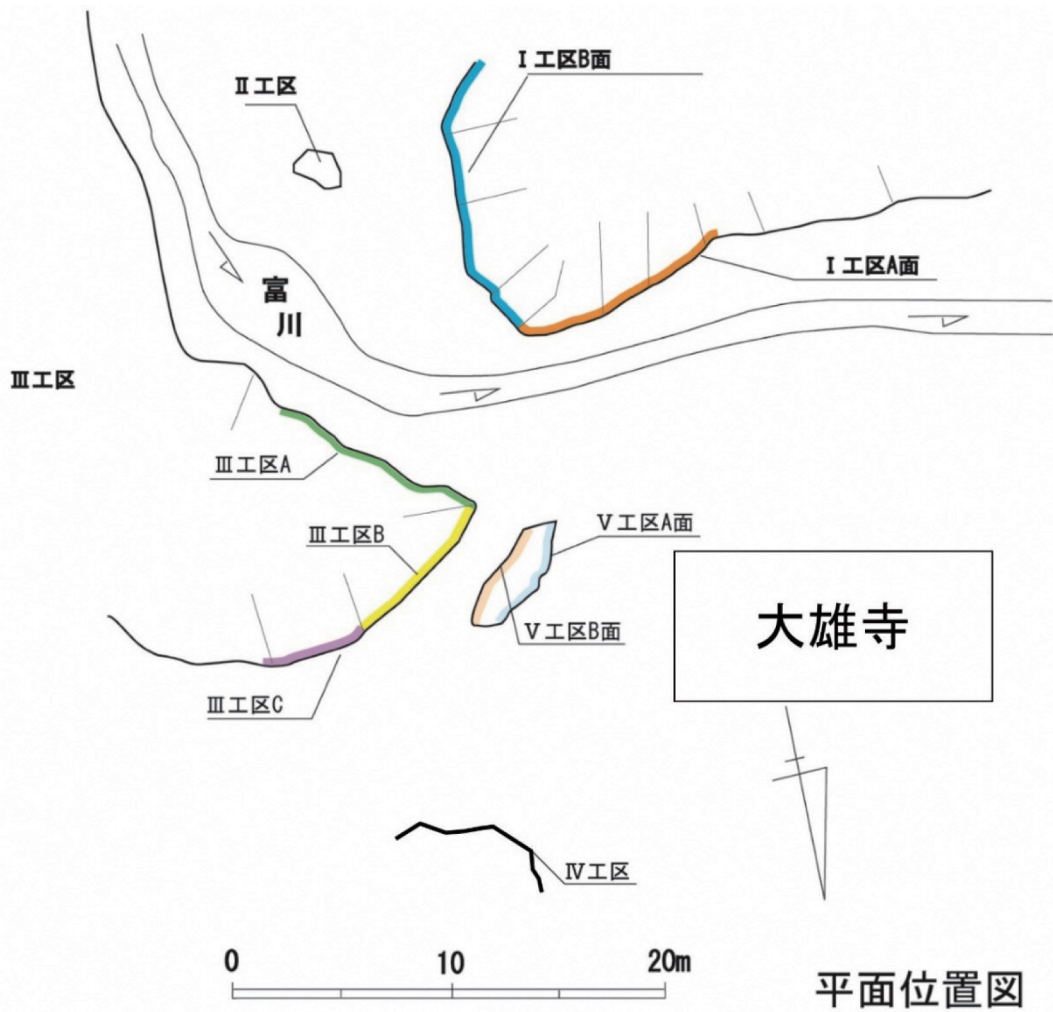 Ⅰ工区B面
Ⅱ工区
Ⅰ工区A面
富
川
Ⅲ工区
Ⅲ工区A
Ⅴ工区A面
Ⅲ工区B
大雄寺
Ⅴ工区B面
Ⅲ工区C
Ⅳ工区
0 10 20m
平面位置図